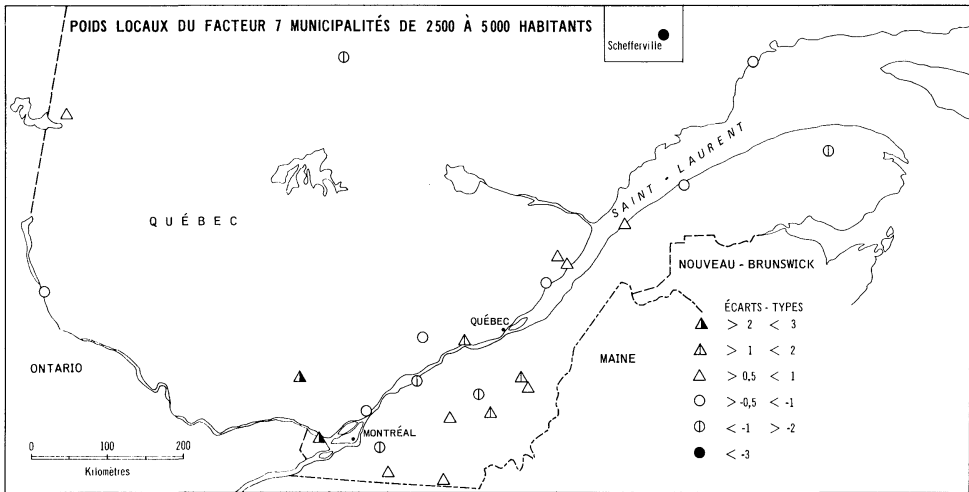 POIDS LOCAUX DU FACTEUR 7 MUNICIPALITÉS DE 2500 À 5000 HABITANTS
Schefferville
SAINT - LAURENT
QUÉBEC
NOUVEAU - BRUNSWICK
QUÉBEC
MAINE
ONTARIO
MONTRÉAL
ÉCARTS - TYPES
> 2 < 3
> 1 < 2
> 0,5 < 1
> -0,5 < -1
< -1 > -2
< -3
0 100 200
Kilomètres